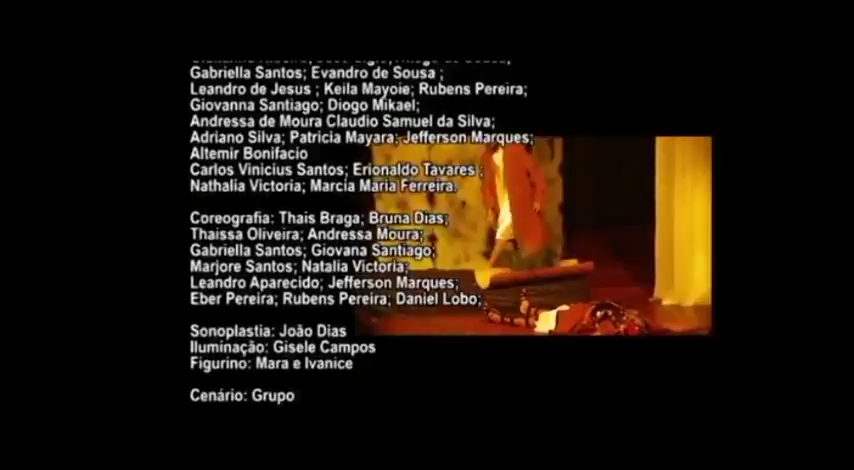 Gabriella Santos; Evandro de Sousa ;
Leandro de Jesus ; Keila Mayoie; Rubens Pereira;
Giovanna Santiago; Diogo Mikael;
Andressa de Moura Claudio Samuel da Silva;
Adriano Silva; Patricia Mayara; Jefferson Marques;
Altemir Bonifacio
Carlos Vinicius Santos; Erionaldo Tavares ;
Nathalia Victoria; Marcia Maria Ferreira.
Coreografia: Thais Braga; Bruna Dias;
Thaissa Oliveira; Andressa Moura;
Gabriella Santos; Giovana Santiago;
Marjore Santos; Natalia Victoria;
Leandro Aparecido; Jefferson Marques;
Eber Pereira; Rubens Pereira; Daniel Lobo;
Sonoplastia: João Dias
Iluminação: Gisele Campos
Figurino: Mara e Ivanice
Cenário: Grupo